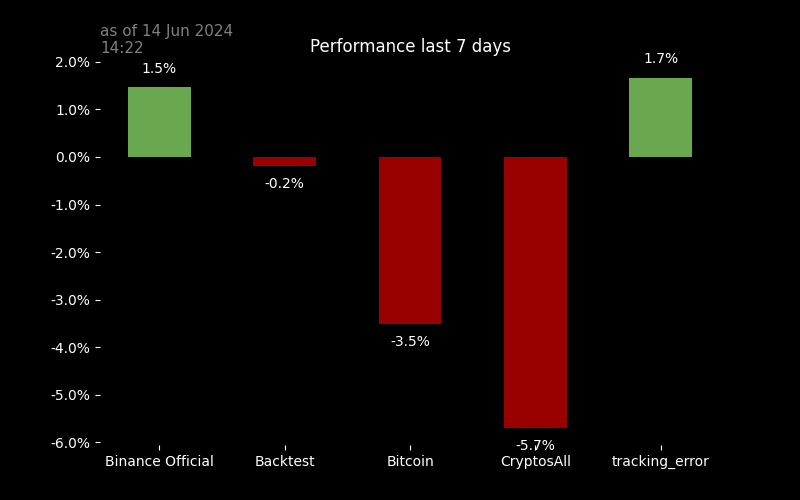 as of 14 Jun 2024
14:22
Performance last 7 days
2.0%
1.0%
0.0%
-1.0%
-2.0%
-3.0%
-4.0%
-5.0%
-6.0%
1.5%
-0.2%
-3.5%
-5.7%
1.7%
Binance Official
Backtest
Bitcoin
CryptosAll
tracking_error